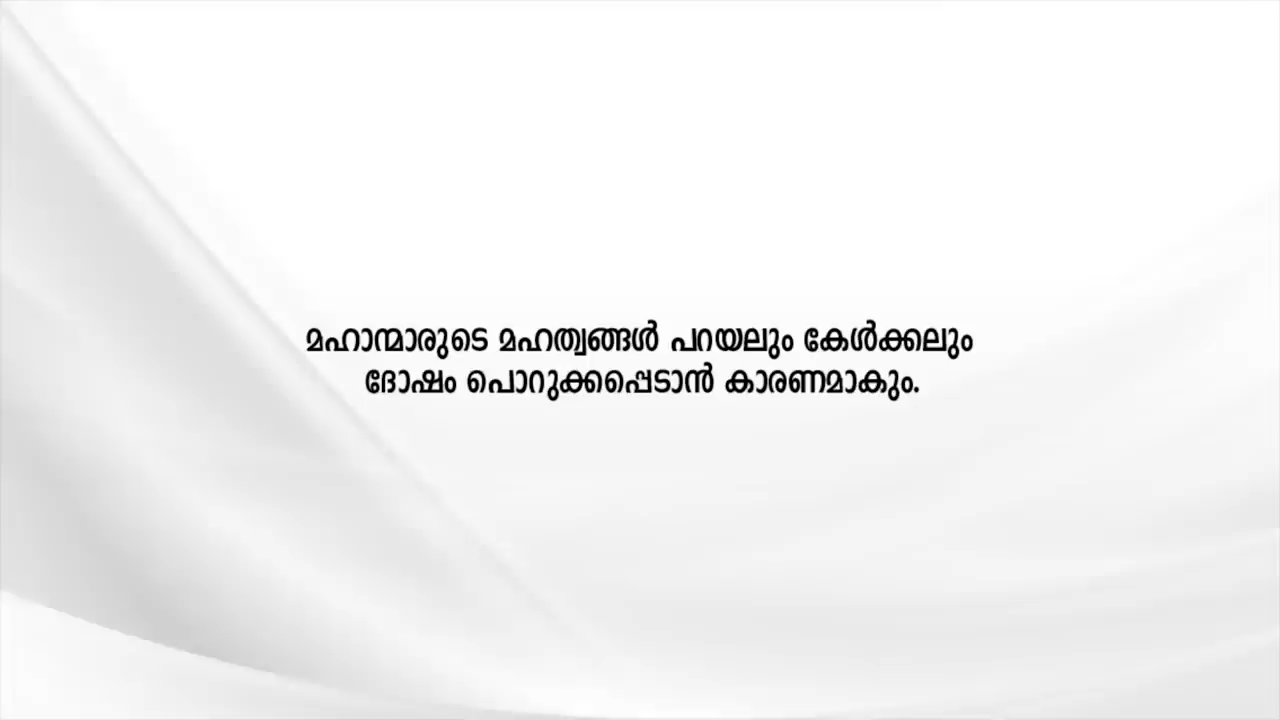 മഹാന്മാരുടെ മഹത്വങ്ങൾ പറയലും കേൾക്കലും
ദോഷം പൊറുക്കപ്പെടാൻ കാരണമാകും.